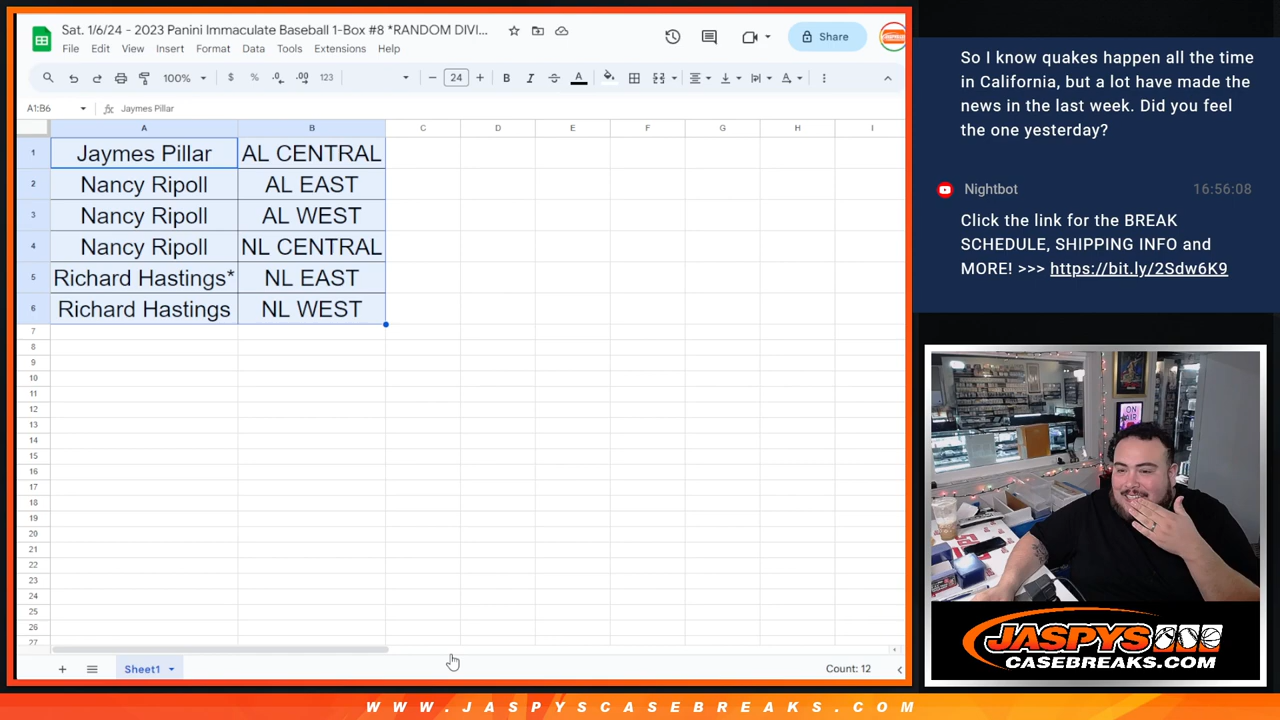 Sat. 1/6/24 - 2023 Panini Immaculate Baseball 1-Box #8 *RANDOM DIVI...
File Edit View Insert Format Data Tools Extensions Help
Share
100% $ % .0 .00 123 24 B I A
A1:B6 fx Jaymes Pillar
A B C D E F G H I
1 Jaymes Pillar AL CENTRAL
2 Nancy Ripoll AL EAST
3 Nancy Ripoll AL WEST
4 Nancy Ripoll NL CENTRAL
5 Richard Hastings* NL EAST
6 Richard Hastings NL WEST
7
8
9
10
11
12
13
14
15
16
17
18
19
20
21
22
23
24
25
26
27
Sheet1
Count: 12
So I know quakes happen all the time
in California, but a lot have made the
news in the last week. Did you feel
the one yesterday?
Nightbot 16:56:08
Click the link for the BREAK
SCHEDULE, SHIPPING INFO and
MORE! >>> https://bit.ly/2Sdw6K9
ON
AIR
JASPYS
CASEBREAKS.COM
WWW.JASPYSCASEBREAKS.COM